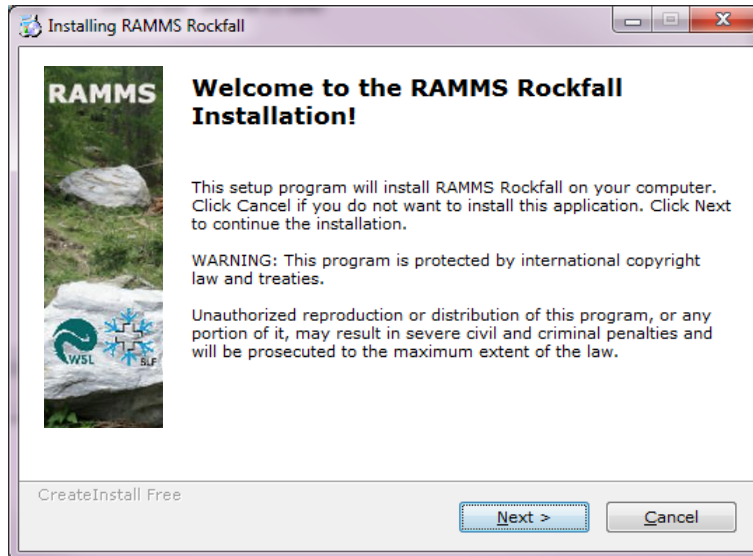 Installing RAMMS Rockfall
RAMMS
Welcome to the RAMMS Rockfall
Installation!
This setup program will install RAMMS Rockfall on your computer.
Click Cancel if you do not want to install this application. Click Next
to continue the installation.
WARNING: This program is protected by international copyright
law and treaties.
Unauthorized reproduction or distribution of this program, or any
portion of it, may result in severe civil and criminal penalties and
will be prosecuted to the maximum extent of the law.
WSL
SLF
CreateInstall Free
Next >
Cancel